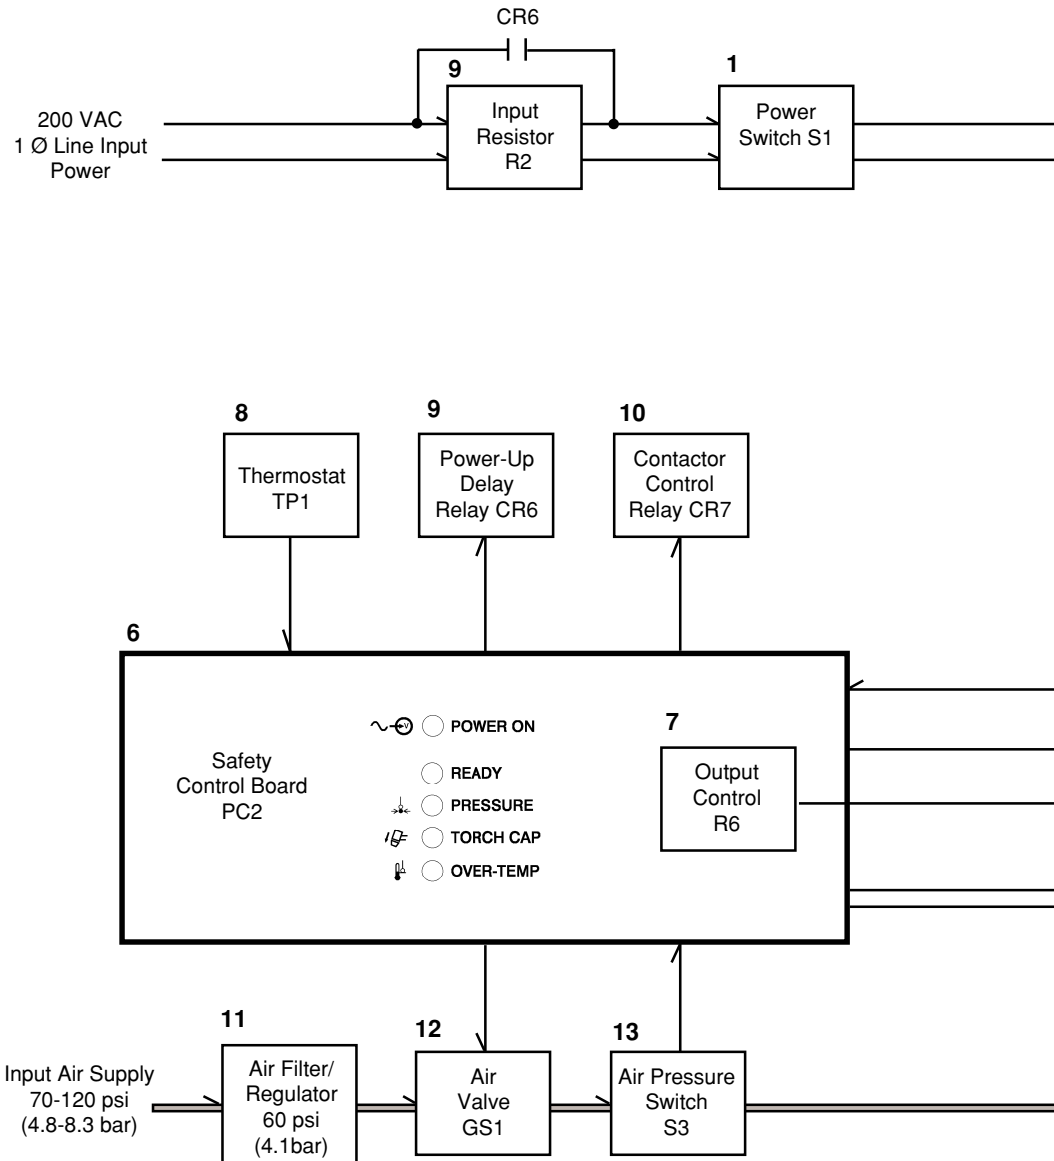 CR6
9
1
200 VAC
1 Ø Line Input
Power
Input
Resistor
R2
Power
Switch S1
8
9
10
Thermostat
TP1
Power-Up
Delay
Relay CR6
Contactor
Control
Relay CR7
6
Safety
Control Board
PC2
V
POWER ON
READY
PRESSURE
TORCH CAP
OVER-TEMP
7
Output
Control
R6
11
12
13
Input Air Supply
70-120 psi
(4.8-8.3 bar)
Air Filter/
Regulator
60 psi
(4.1bar)
Air
Valve
GS1
Air Pressure
Switch
S3